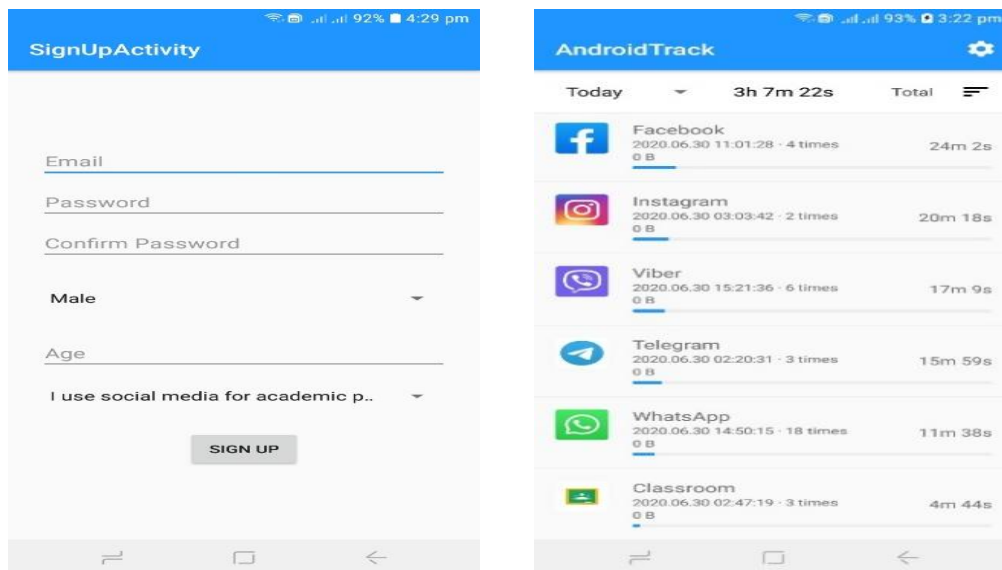 92% 4:29 pm
SignUpActivity
Email
Password
Confirm Password
Male
Age
I use social media for academic p..
SIGN UP
93% 3:22 pm
AndroidTrack
Today 3h 7m 22s Total
Facebook
2020.06.30 11:01:28 · 4 times
24m 2s
0 B
Instagram
2020.06.30 03:03:42 · 2 times
20m 18s
0 B
Viber
2020.06.30 15:21:36 · 6 times
17m 9s
0 B
Telegram
2020.06.30 02:20:31 · 3 times
15m 59s
0 B
WhatsApp
2020.06.30 14:50:15 · 18 times
11m 38s
0 B
Classroom
2020.06.30 02:47:19 · 3 times
4m 44s
0 B